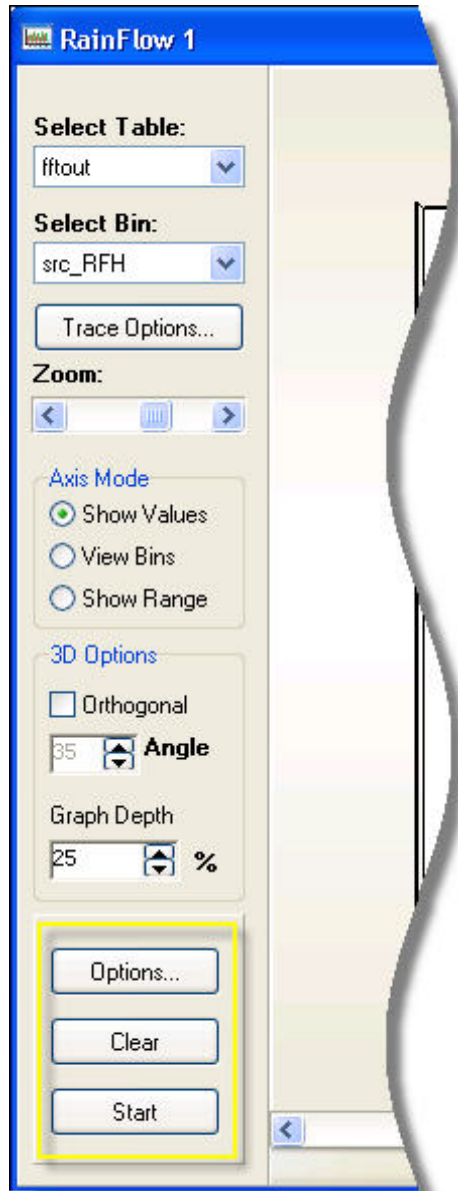 RainFlow 1
Select Table:
fftout
Select Bin:
src_RFH
Trace Options...
Zoom:
Axis Mode
Show Values
View Bins
Show Range
3D Options
Orthogonal
35 Angle
Graph Depth
25 %
Options...
Clear
Start